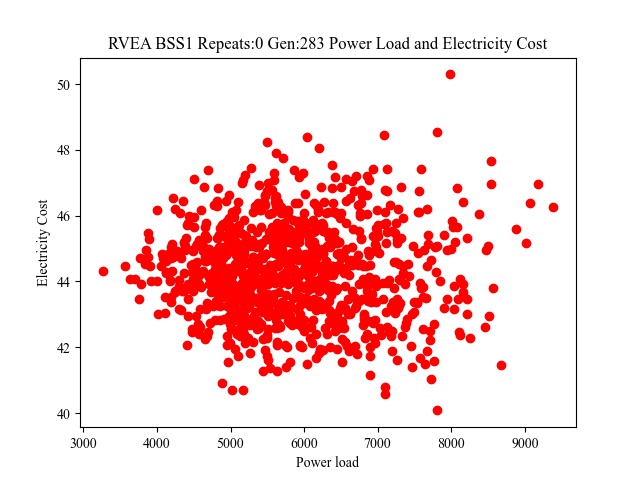 RVEA BSS1 Repeats:0 Gen:283 Power Load and Electricity Cost
50
48
46
44
42
40
Electricity Cost
3000 4000 5000 6000 7000 8000 9000
Power load